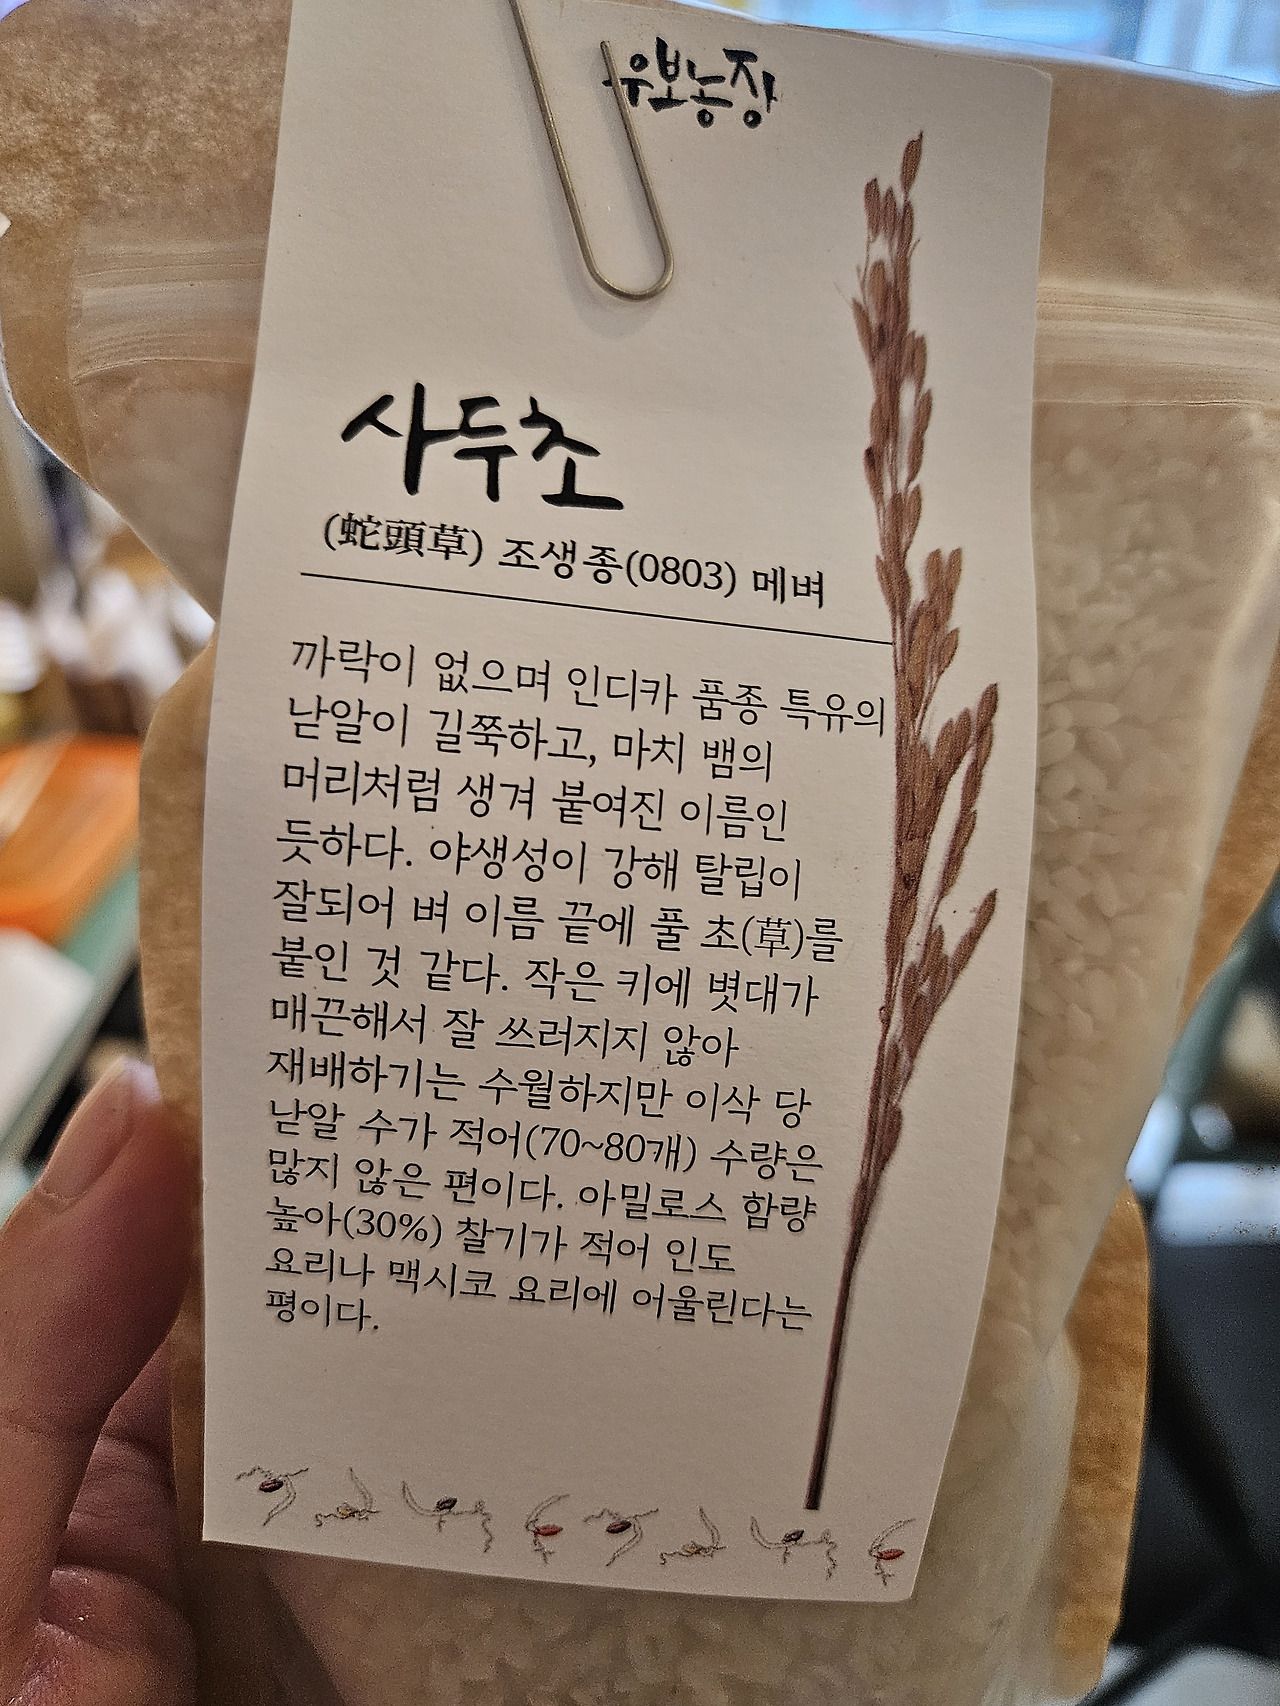 우보농장
사두초
(蛇頭草) 조생종(0803) 메벼
까락이 없으며 인디카 품종 특유의
낟알이 길쭉하고, 마치 뱀의
머리처럼 생겨 붙여진 이름인
듯하다. 야생성이 강해 탈립이
잘되어 벼 이름 끝에 풀 초(草)를
붙인 것 같다. 작은 키에 볏대가
매끈해서 잘 쓰러지지 않아
재배하기는 수월하지만 이삭 당
낟알 수가 적어(70~80개) 수량은
많지 않은 편이다. 아밀로스 함량
높아(30%) 찰기가 적어 인도
요리나 맥시코 요리에 어울린다는
평이다.